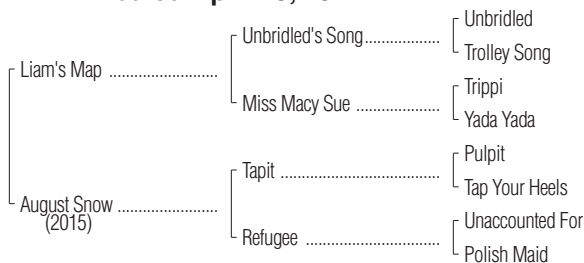 Unbridled
Unbridled's Song
Trolley Song
Liam's Map
Trippi
Miss Macy Sue
Yada Yada
Pulpit
Tapit
Tap Your Heels
August Snow
(2015)
Unaccounted For
Refugee
Polish Maid